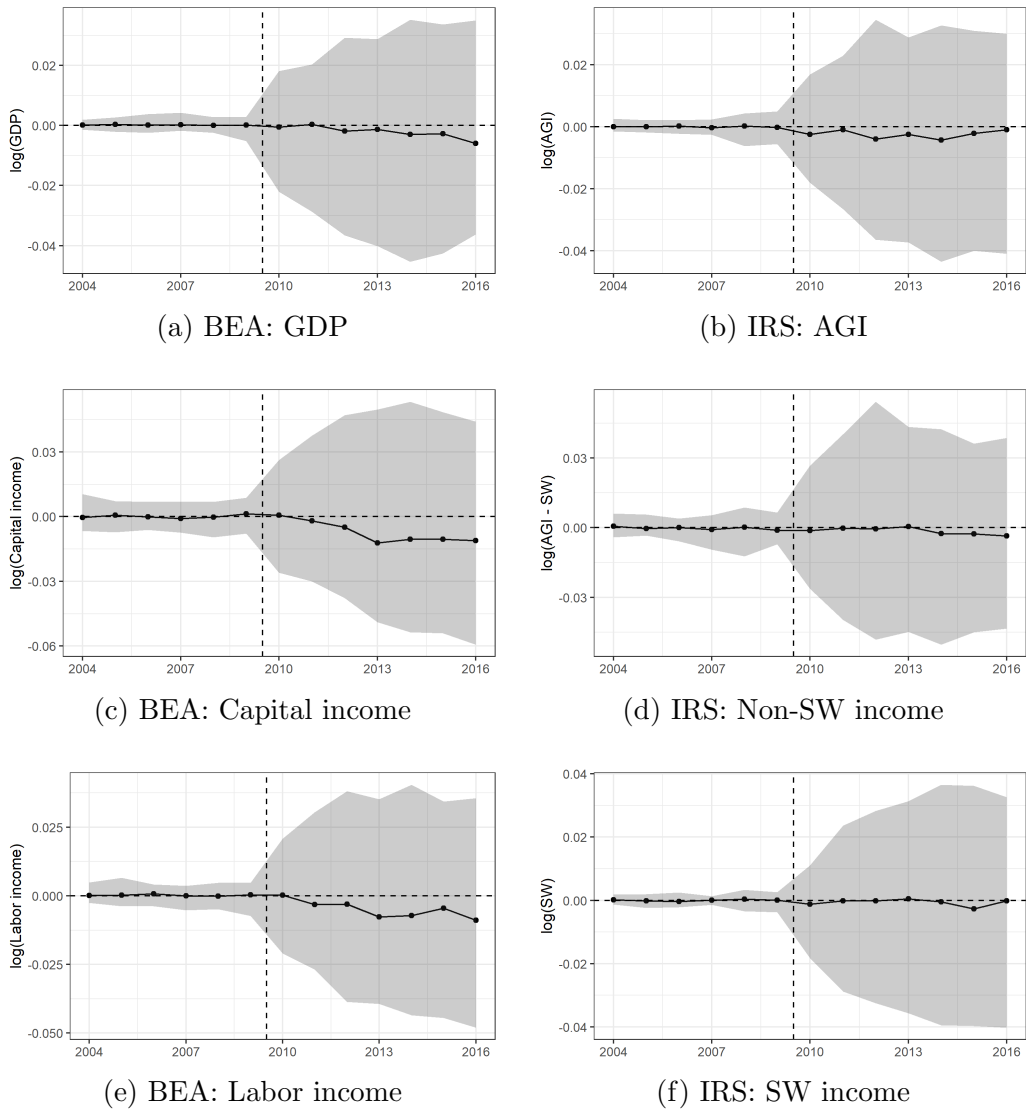 log(GDP)
0.02
0.00
-0.02
-0.04
2004 2007 2010 2013 2016
(a) BEA: GDP
log(AGI)
0.02
0.00
-0.02
-0.04
2004 2007 2010 2013 2016
(b) IRS: AGI
log(Capital income)
0.03
0.00
-0.03
-0.06
2004 2007 2010 2013 2016
(c) BEA: Capital income
log(AGI - SW)
0.03
0.00
-0.03
2004 2007 2010 2013 2016
(d) IRS: Non-SW income
log(Labor income)
0.025
0.000
-0.025
-0.050
2004 2007 2010 2013 2016
(e) BEA: Labor income
log(SW)
0.04
0.02
0.00
-0.02
-0.04
2004 2007 2010 2013 2016
(f) IRS: SW income